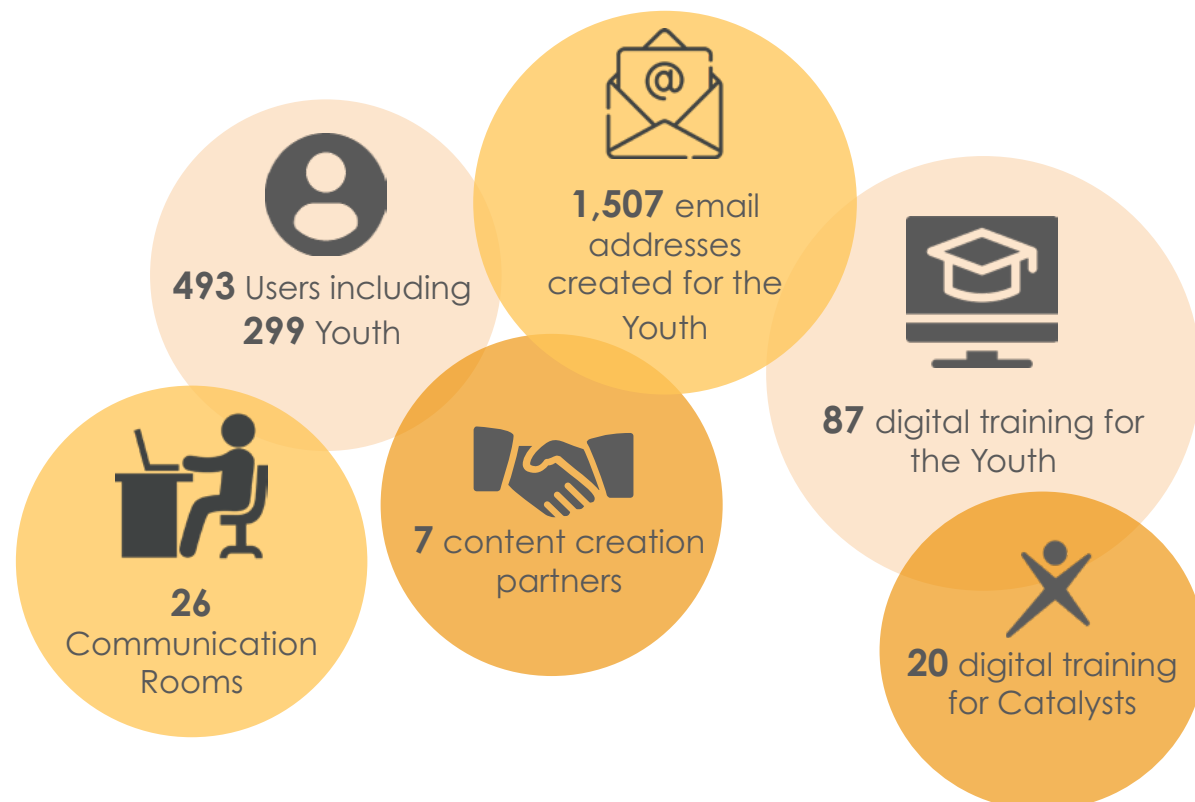 493 Users including
299 Youth
@
1,507 email
addresses
created for the
Youth
87 digital training for
the Youth
26
Communication
Rooms
7 content creation
partners
20 digital training
for Catalysts